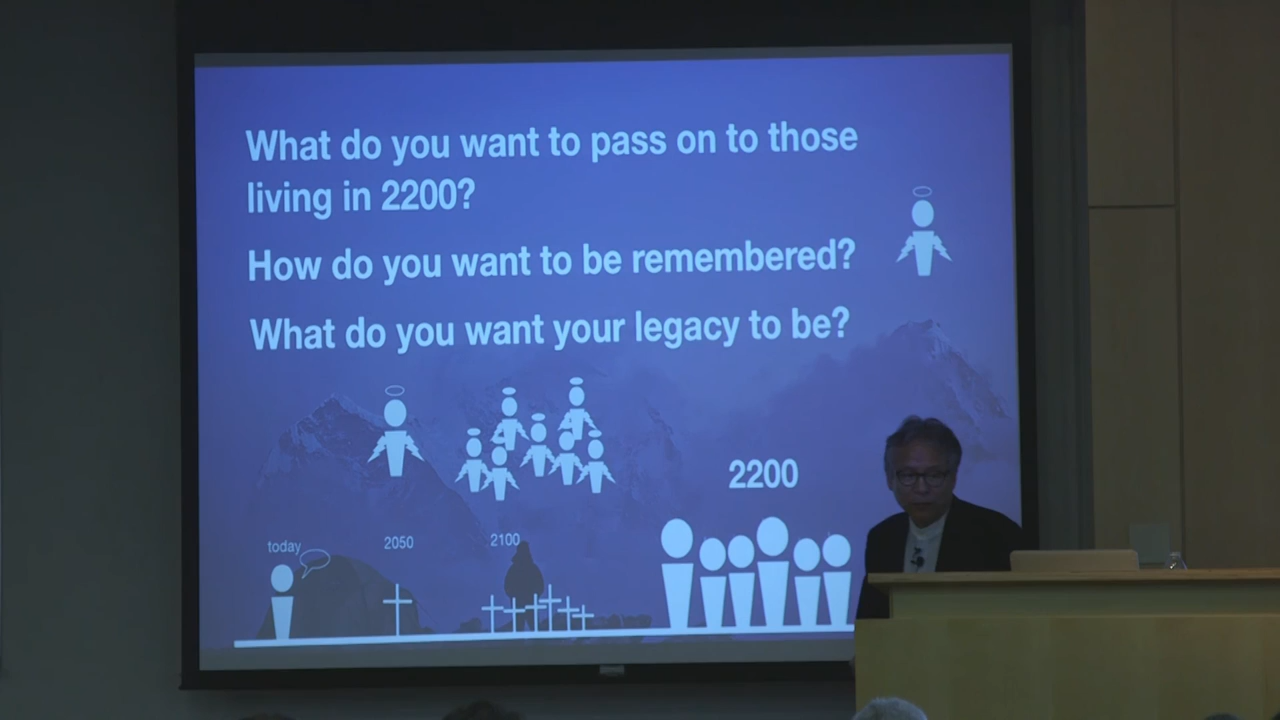 What do you want to pass on to those
living in 2200?
How do you want to be remembered?
What do you want your legacy to be?
2200
today
2050
2100